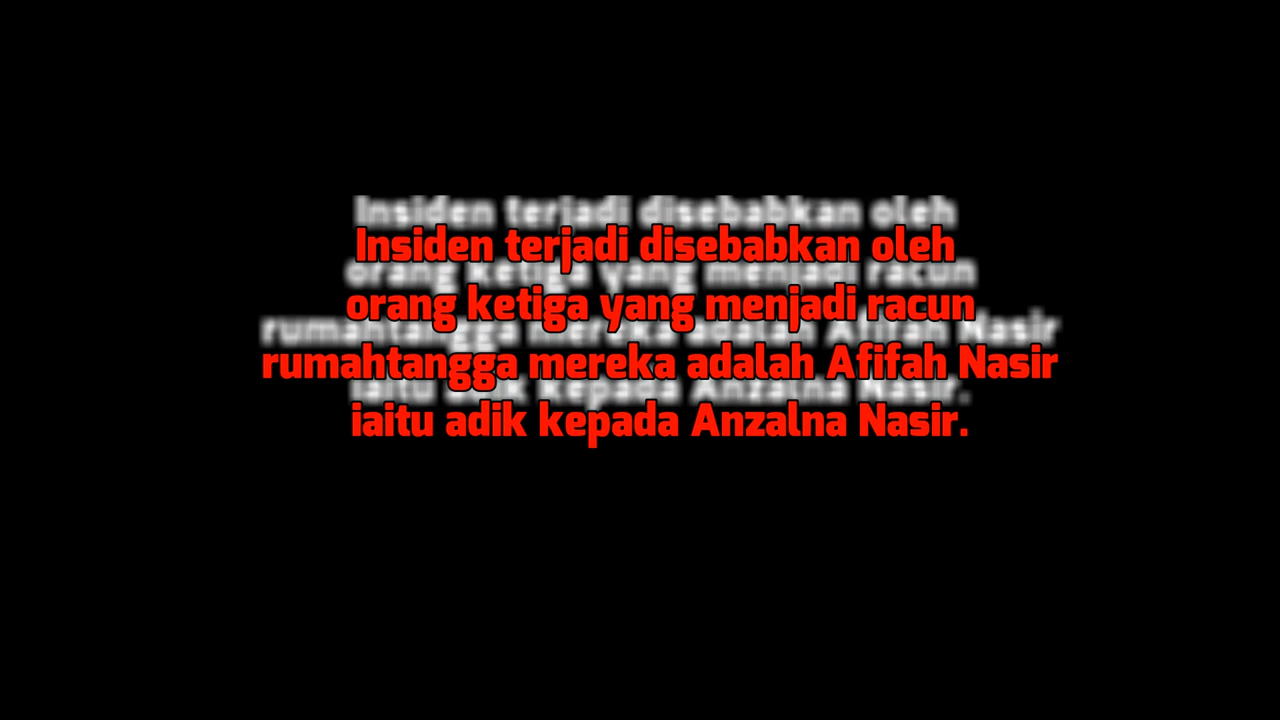 Insiden terjadi disebabkan oleh
orang ketiga yang menjadi racun
rumahtangga mereka adalah Afifah Nasir
iaitu adik kepada Anzalna Nasir.